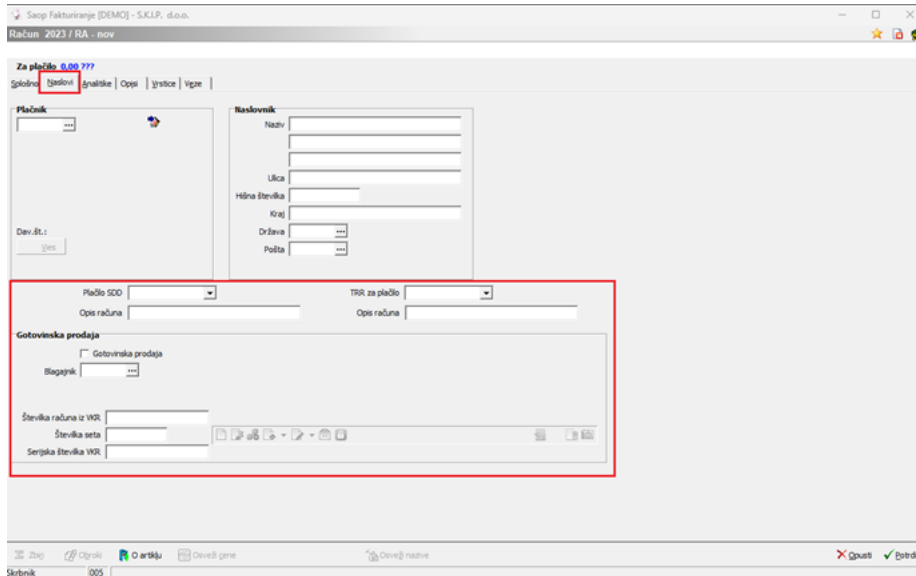 Saop Fakturiranje [DEMO] - S.K.I.P. d.o.o.
Račun 2023 / RA - nov
Za plačilo 0,00 ???
Splošno Naslovi Analitike Opisi Vrstice Veze
Plačnik
Naslovnik
Naziv
Ulica
Hišna številka
Kraj
Dav.št.:
Država
Vies
Pošta
Plačilo SDD
TRR za plačilo
Opis računa
Opis računa
Gotovinska prodaja
Gotovinska prodaja
Blagajnik
Številka računa iz VKR
Številka seta
Serijska številka VKR
Zbir Obroki O artiklu Osveži cene Osveži nazive Opusti Potrdi
Skrbnik 005